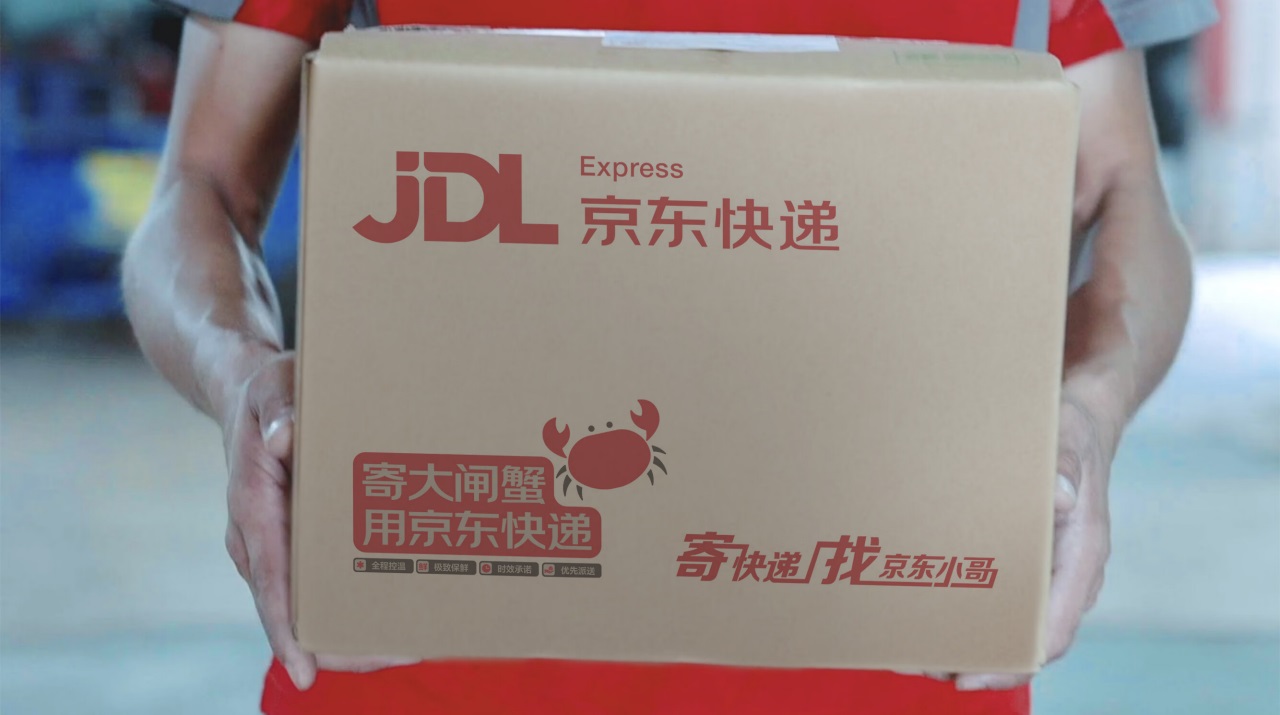 JDL
Express
京东快递
寄大闸蟹
用京东快递
全程控温 极致保鲜 时效承诺 优先派送
寄快递 找京东小哥